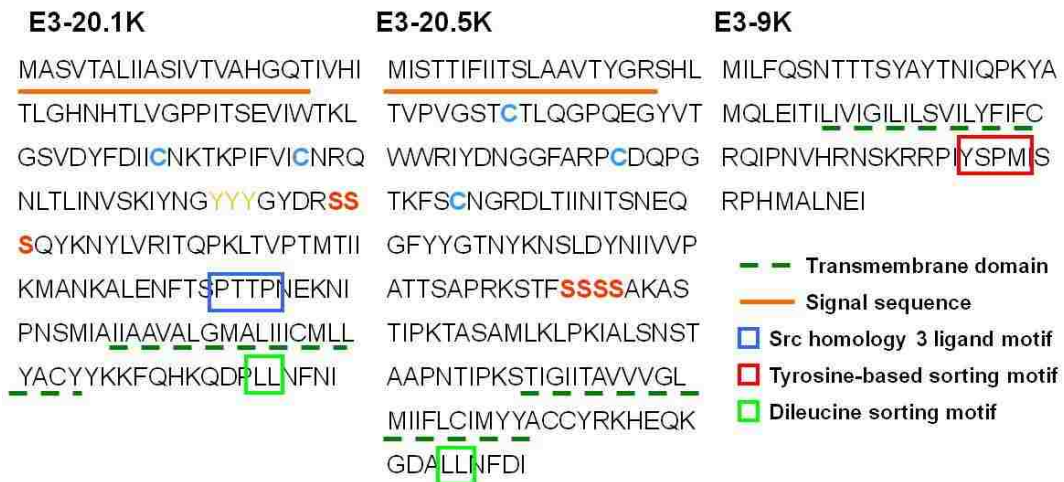 E3-20.1K
MASVTALIIASIVTVAHGQTIVHI
TLGHNHTLVGPPITSEVIWTKL
GSVDYFDIICNKTKPIFVICNRQ
NLTLINVSKIYNGYYYGYDRSS
SQYKNYLVRITQPKLTVPTMTII
KMANKALENFTSPTTPNEKNI
PNSMIAIIAAVALGMALIIICMLL
YACYYKKFQHKQDPLLNFNI
E3-20.5K
MISTTIFIITSLAAVTYGRSHL
TVPVGSTCTLQGPQEGYVT
WWRIYDNGGFARPCDQPG
TKFSCNGRDLTIINITSNEQ
GFYYGTNYKNSLDYNIIVVP
ATTSAPRKSTFSSSSAKAS
TIPKTASAMLKLPKIALSNST
AAPNTIPKSTIGIITAVVVGL
MIIFLCIMYYACCYRKHEQK
GDALLNFDI
E3-9K
MILFQSNTTTSYAYTNIQPKYA
MQLEITILIVIGILILSVILYFIFC
RQIPNVHRNSKRRPIYSPMIS
RPHMALNEI
Transmembrane domain
Signal sequence
Src homology 3 ligand motif
Tyrosine-based sorting motif
Dileucine sorting motif